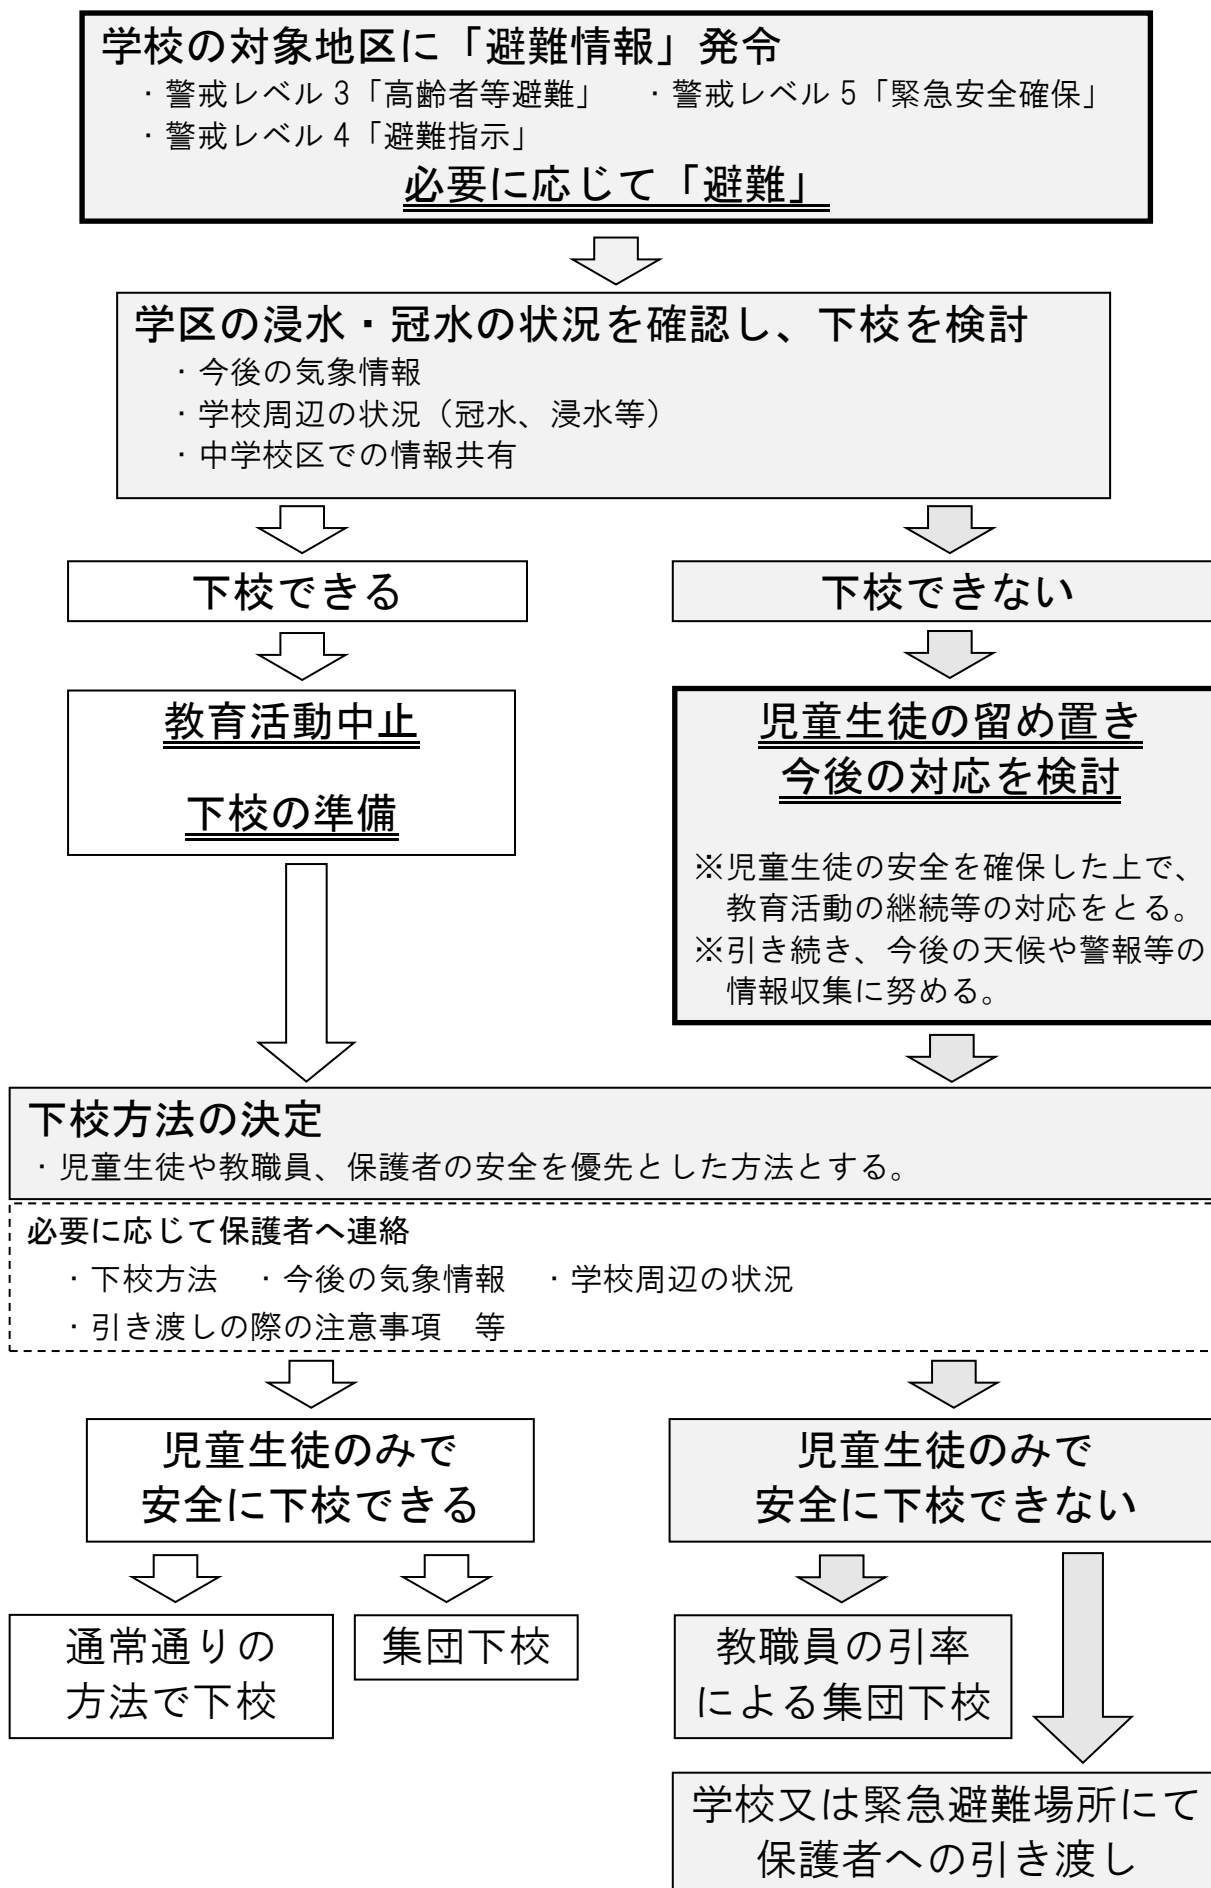 学校の対象地区に「避難情報」発令
・警戒レベル3「高齢者等避難」　・警戒レベル5「緊急安全確保」
・警戒レベル4「避難指示」
必要に応じて「避難」
学区の浸水・冠水の状況を確認し、下校を検討
・今後の気象情報
・学校周辺の状況（冠水、浸水等）
・中学校区での情報共有
下校できる
下校できない
教育活動中止
下校の準備
児童生徒の留め置き
今後の対応を検討
※児童生徒の安全を確保した上で、
教育活動の継続等の対応をとる。
※引き続き、今後の天候や警報等の
情報収集に努める。
下校方法の決定
・児童生徒や教職員、保護者の安全を優先とした方法とする。
必要に応じて保護者へ連絡
・下校方法　・今後の気象情報　・学校周辺の状況
・引き渡しの際の注意事項　等
児童生徒のみで
安全に下校できる
児童生徒のみで
安全に下校できない
通常通りの
方法で下校
集団下校
教職員の引率
による集団下校
学校又は緊急避難場所にて
保護者への引き渡し